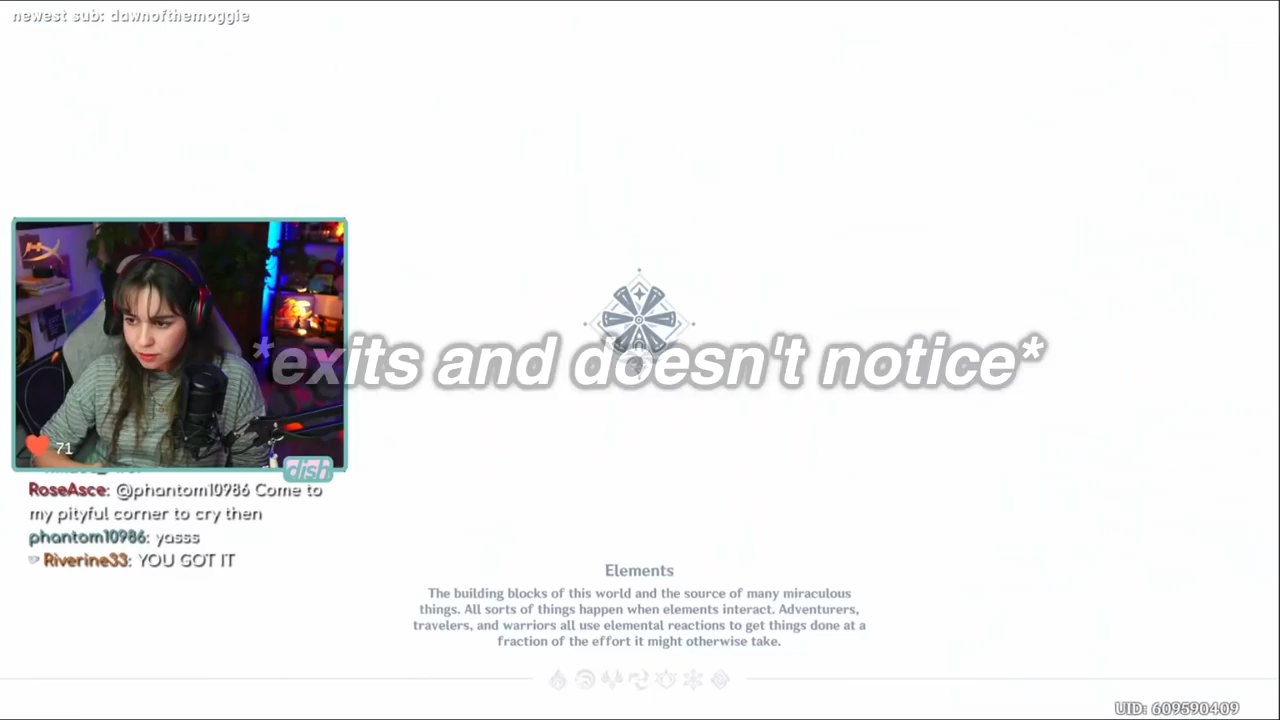 newest sub: dawnofthemoggie
*exits and doesn't notice*
71
dish
RoseAsce: @phantom10986 Come to
my pityful corner to cry then
phantom10986: yasss
Riverine33: YOU GOT IT
Elements
The building blocks of this world and the source of many miraculous
things. All sorts of things happen when elements interact. Adventurers,
travelers, and warriors all use elemental reactions to get things done at a
fraction of the effort it might otherwise take.
UID: 609590409